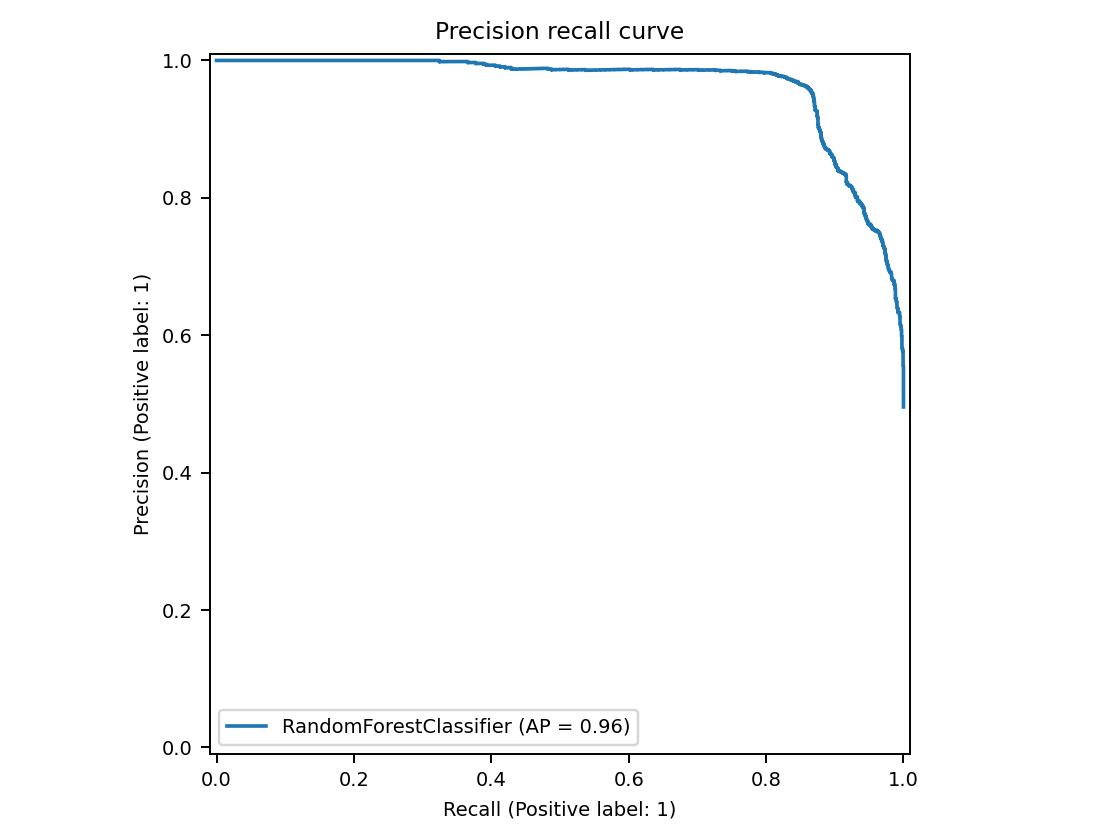 Precision recall curve
1.0
0.8
0.6
0.4
0.2
0.0
Precision (Positive label: 1)
RandomForestClassifier (AP = 0.96)
0.0 0.2 0.4 0.6 0.8 1.0
Recall (Positive label: 1)